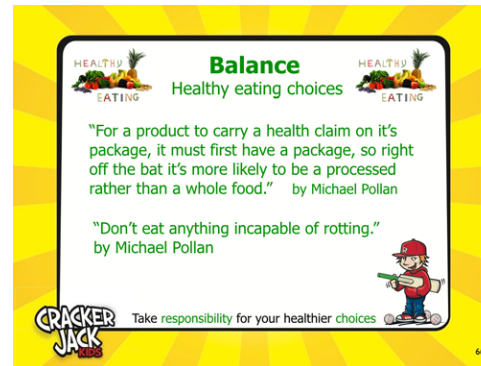 Balance
HEALTHY
HEALTHY
Healthy eating choices
EATING
EATING
“For a product to carry a health claim on it’s
package, it must first have a package, so right
off the bat it’s more likely to be a processed
rather than a whole food.” by Michael Pollan
“Don’t eat anything incapable of rotting.”
by Michael Pollan
CRACKER
JACK
KIDS
Take responsibility for your healthier choices